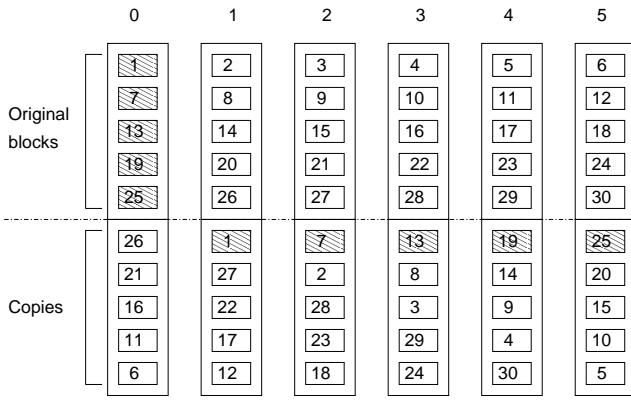 0 1 2 3 4 5
1 2 3 4 5 6
7 8 9 10 11 12
Original
13 14 15 16 17 18
blocks
19 20 21 22 23 24
25 26 27 28 29 30
26 1 7 13 19 25
21 27 2 8 14 20
Copies 16 22 28 3 9 15
11 17 23 29 4 10
6 12 18 24 30 5